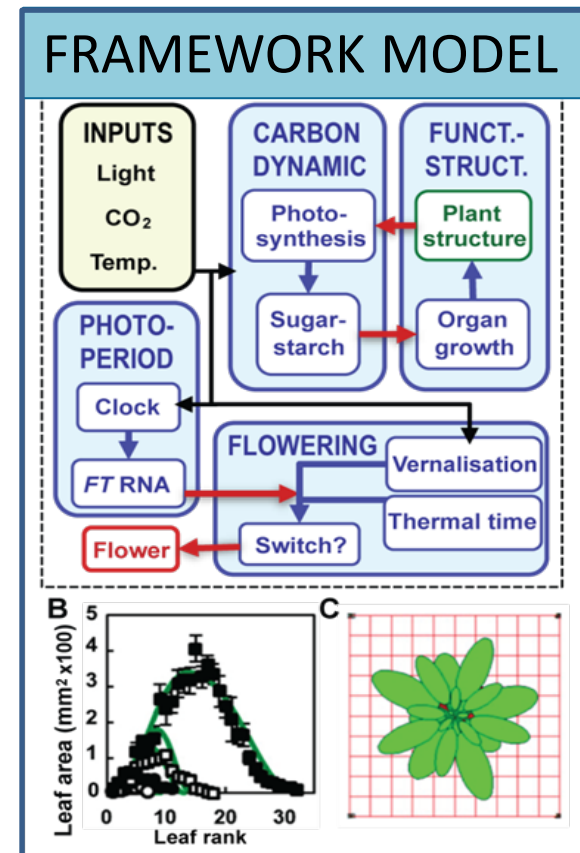 FRAMEWORK MODEL
INPUTS
Light
CO₂
Temp.
CARBON
DYNAMIC
Photo-
synthesis
Sugar-
starch
FUNCT.-
STRUCT.
Plant
structure
Organ
growth
PHOTO-
PERIOD
Clock
FT RNA
FLOWERING
Vernalisation
Thermal time
Switch?
Flower
B
Leaf area (mm² x100)
5
4
3
2
1
0
0
10
20
30
Leaf rank
C